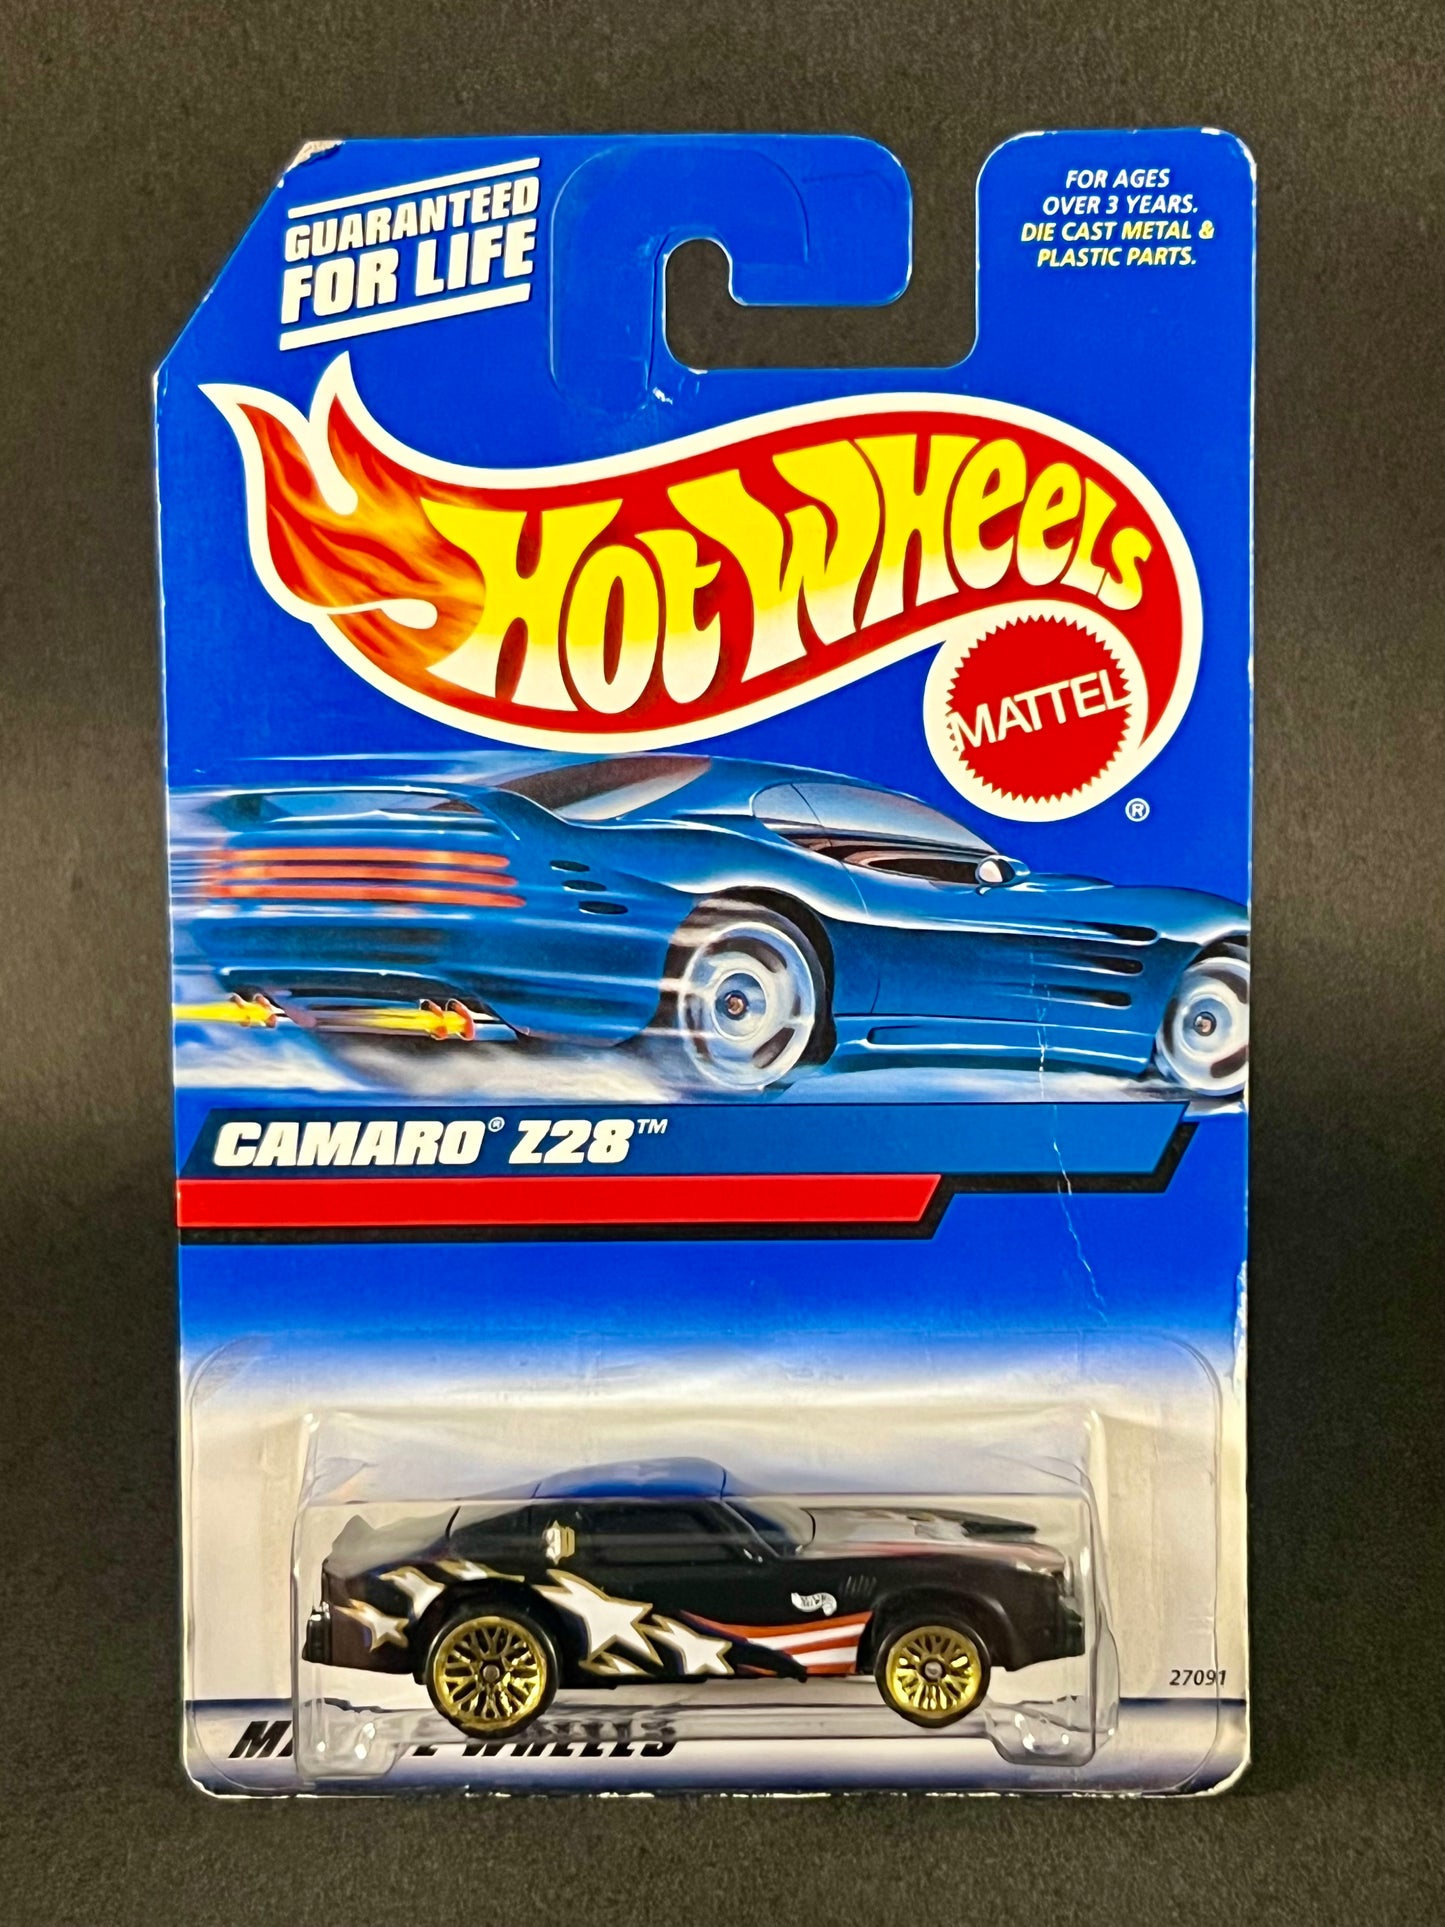 GUARANTEED
FOR LIFE
FOR AGES
OVER 3 YEARS.
DIE CAST METAL &
PLASTIC PARTS.
HOT WHEELS
MATTEL
®
CAMARO® Z28™
27091
WHEELS